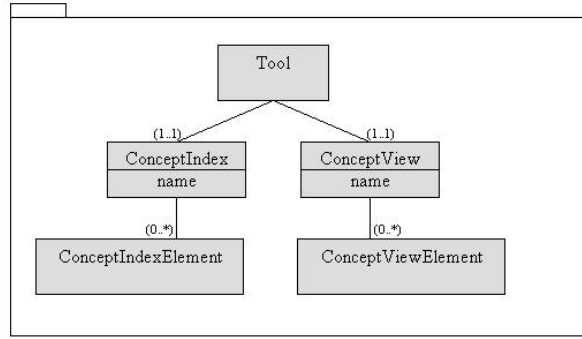 Tool
(1..1) (1..1)
ConceptIndex ConceptView
name name
(0..*) (0..*)
ConceptIndexElement ConceptViewElement